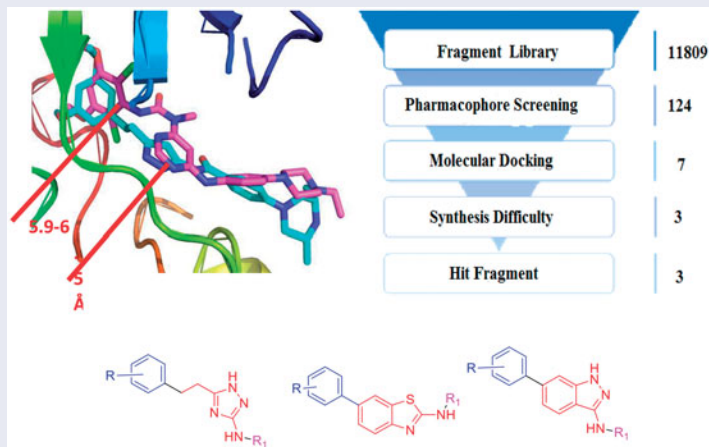 Fragment Library 11809
Pharmacophore Screening 124
Molecular Docking 7
Synthesis Difficulty 3
Hit Fragment 3
5.9-6
5
Å
R
H
N
N
N
HN
R₁
R
S
N
NH
R₁
R
H
N
N
HN
R₁